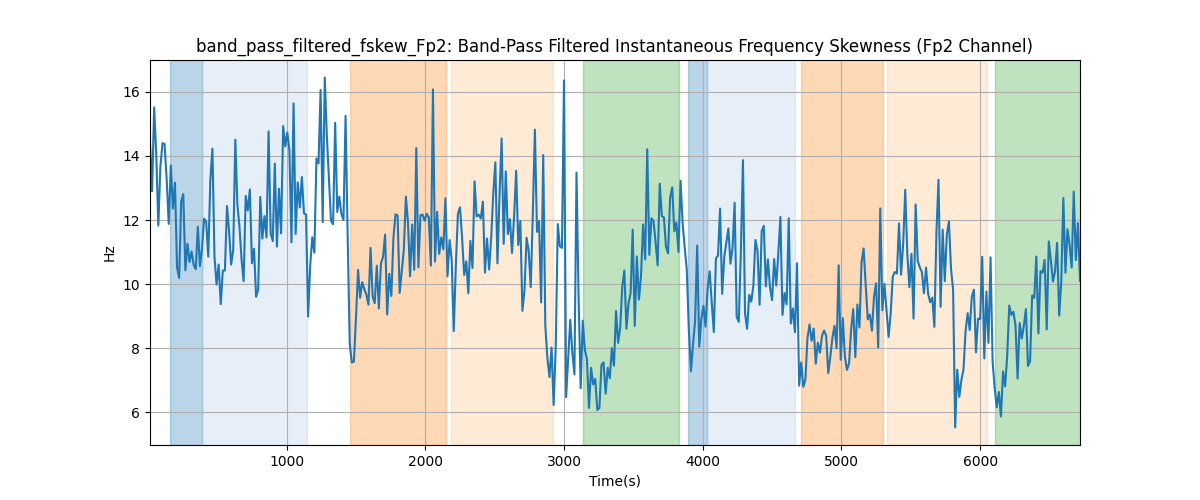 band_pass_filtered_fskew_Fp2: Band-Pass Filtered Instantaneous Frequency Skewness (Fp2 Channel)
16
14
12
10
8
6
Hz
1000 2000 3000 4000 5000 6000
Time(s)